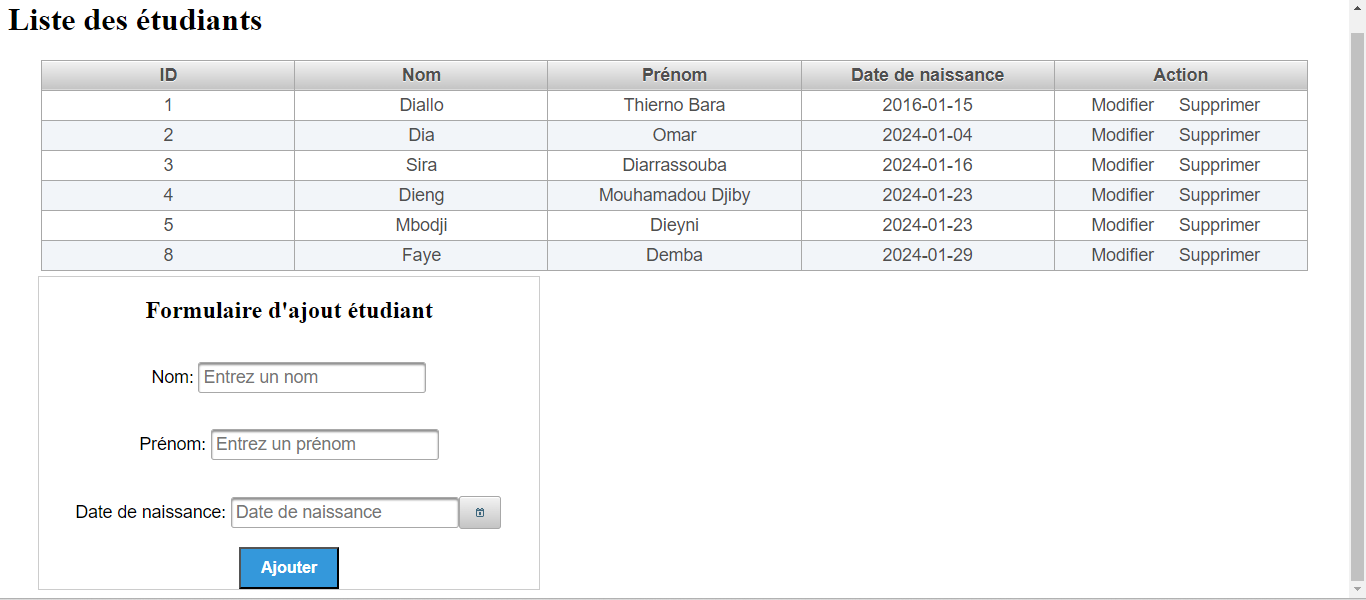 Liste des étudiants
ID Nom Prénom Date de naissance Action
1 Diallo Thierno Bara 2016-01-15 Modifier Supprimer
2 Dia Omar 2024-01-04 Modifier Supprimer
3 Sira Diarrassouba 2024-01-16 Modifier Supprimer
4 Dieng Mouhamadou Djiby 2024-01-23 Modifier Supprimer
5 Mbodji Dieyni 2024-01-23 Modifier Supprimer
8 Faye Demba 2024-01-29 Modifier Supprimer
Formulaire d'ajout étudiant
Nom: Entrez un nom
Prénom: Entrez un prénom
Date de naissance: Date de naissance
Ajouter